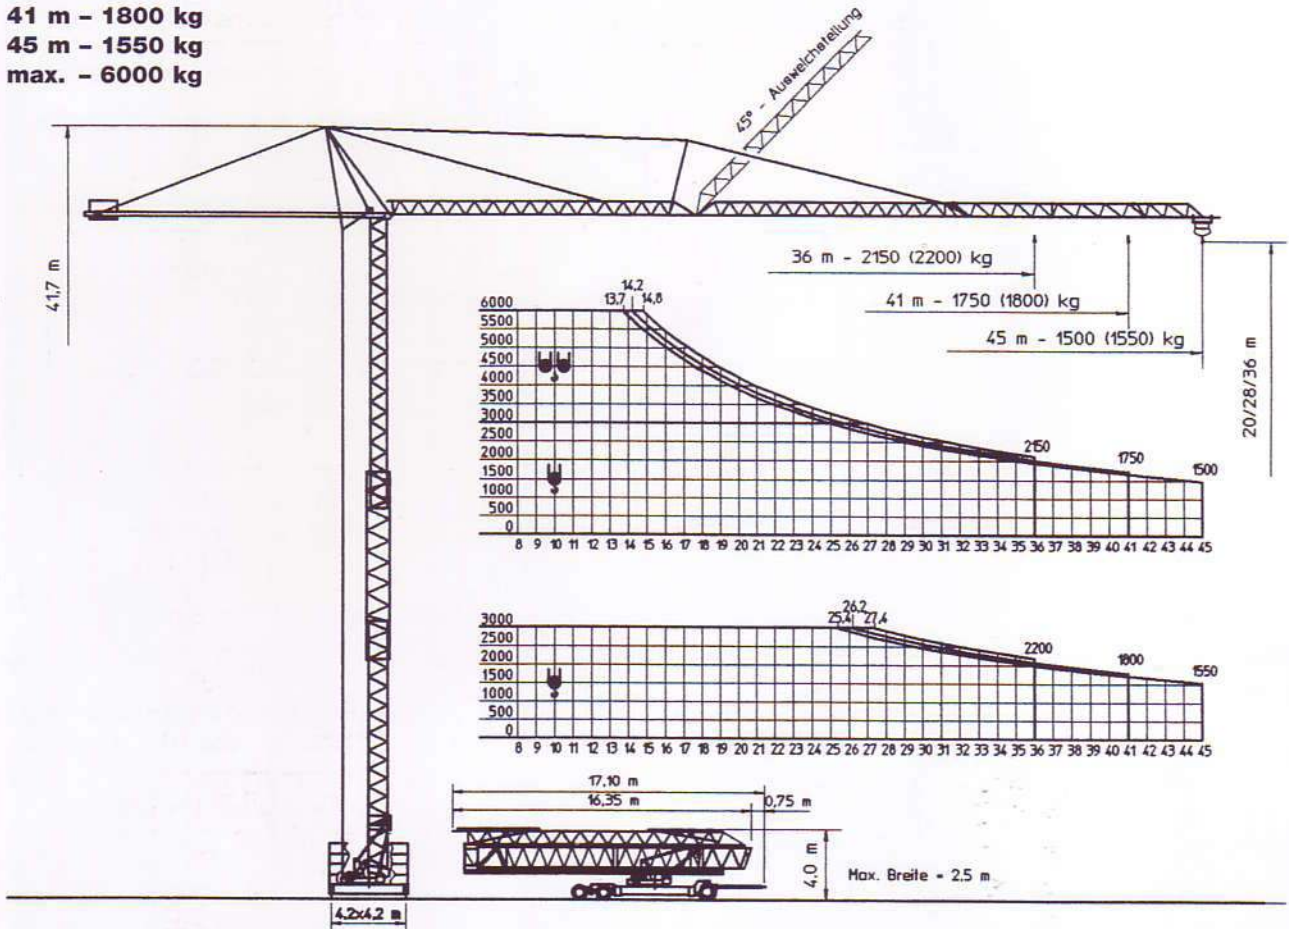 41 m – 1800 kg
45 m – 1550 kg
max. – 6000 kg
45° - Ausweichstellung
41,7 m
36 m - 2150 (2200) kg
41 m - 1750 (1800) kg
45 m - 1500 (1550) kg
20/28/36 m
14,2
13,7 14,8
6000
5500
5000
4500
4000
3500
3000
2500
2000
1500
1000
500
0
2150
1750
1500
8 9 10 11 12 13 14 15 16 17 18 19 20 21 22 23 24 25 26 27 28 29 30 31 32 33 34 35 36 37 38 39 40 41 42 43 44 45
26,2
25,4 27,4
3000
2500
2000
1500
1000
500
0
2200
1800
1550
8 9 10 11 12 13 14 15 16 17 18 19 20 21 22 23 24 25 26 27 28 29 30 31 32 33 34 35 36 37 38 39 40 41 42 43 44 45
17,10 m
16,35 m 0,75 m
4,0 m
Max. Breite = 2,5 m
4,2x4,2 m